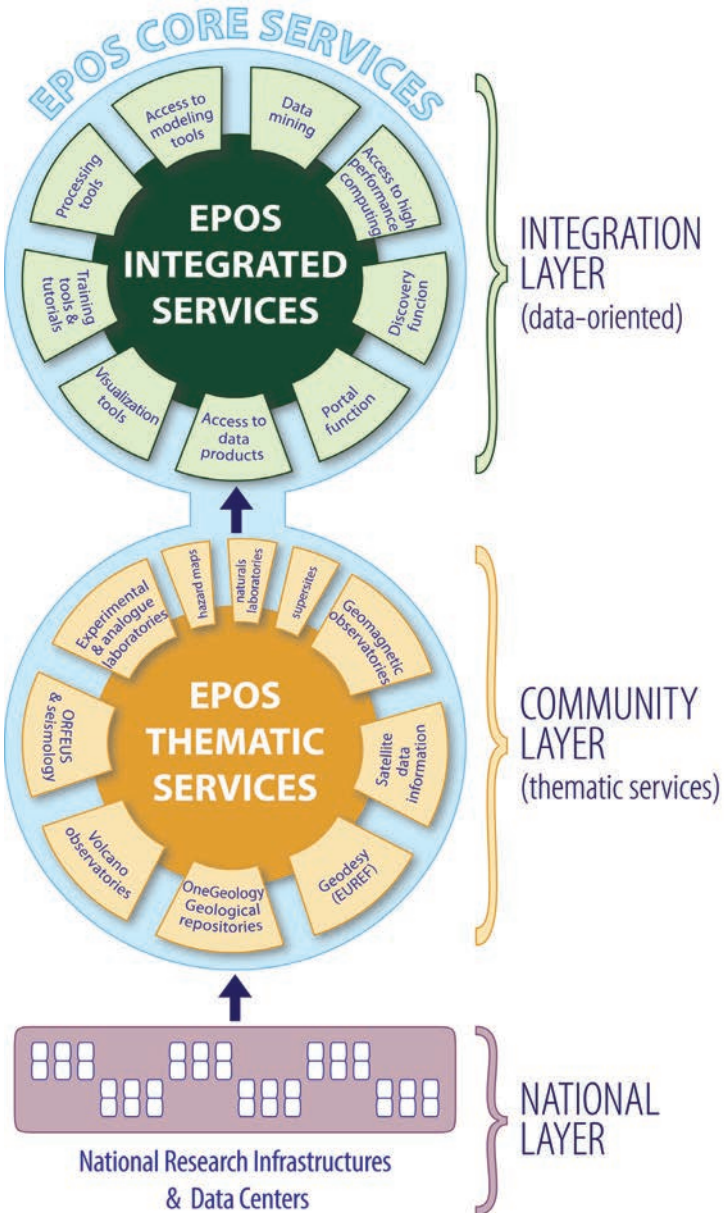 EPOS CORE SERVICES
Access to
modeling
tools
Data
mining
Access to high
performance
computing
Discovery
funcion
Portal
function
Access to
data
products
Visualization
tools
Training
tools &
tutorials
Processing
tools
EPOS
INTEGRATED
SERVICES
INTEGRATION
LAYER
(data-oriented)
Experimental
& analogue
laboratories
hazard maps
naturals
laboratories
supersites
Geomagnetic
observatories
Satellite
data
information
Geodesy
(EUREF)
OneGeology
Geological
repositories
Volcano
observatories
ORFEUS
& seismology
EPOS
THEMATIC
SERVICES
COMMUNITY
LAYER
(thematic services)
NATIONAL
LAYER
National Research Infrastructures
& Data Centers